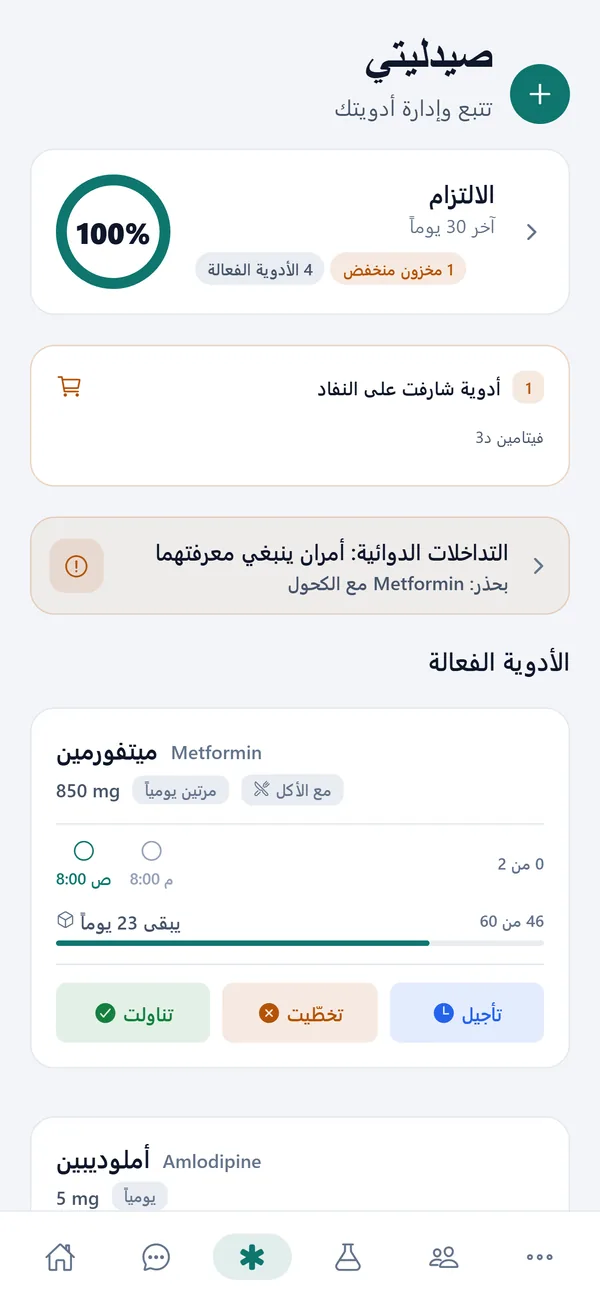 صيدليتي
تتبع وإدارة أدويتك
الالتزام
آخر 30 يوماً
1 مخزون منخفض
4 الأدوية الفعالة
100%
1
أدوية شارفت على النفاد
فيتامين د3
التداخلات الدوائية: أمران ينبغي معرفتهما
بحذر: Metformin مع الكحول
الأدوية الفعالة
ميتفورمين Metformin
850 mg مرتين يومياً مع الأكل
8:00 ص
8:00 م
0 من 2
يبقى 23 يوماً
46 من 60
تناولت
تخطّيت
تأجيل
أملوديبين Amlodipine
5 mg يومياً